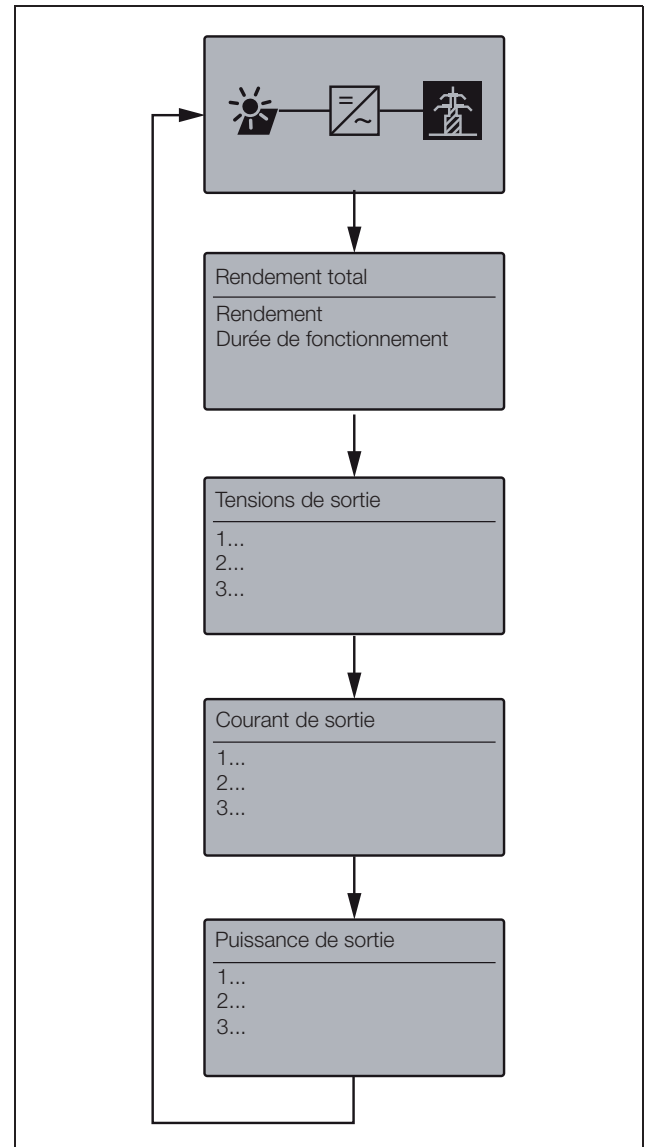 Rendement total
Rendement
Durée de fonctionnement
Tensions de sortie
1...
2...
3...
Courant de sortie
1...
2...
3...
Puissance de sortie
1...
2...
3...